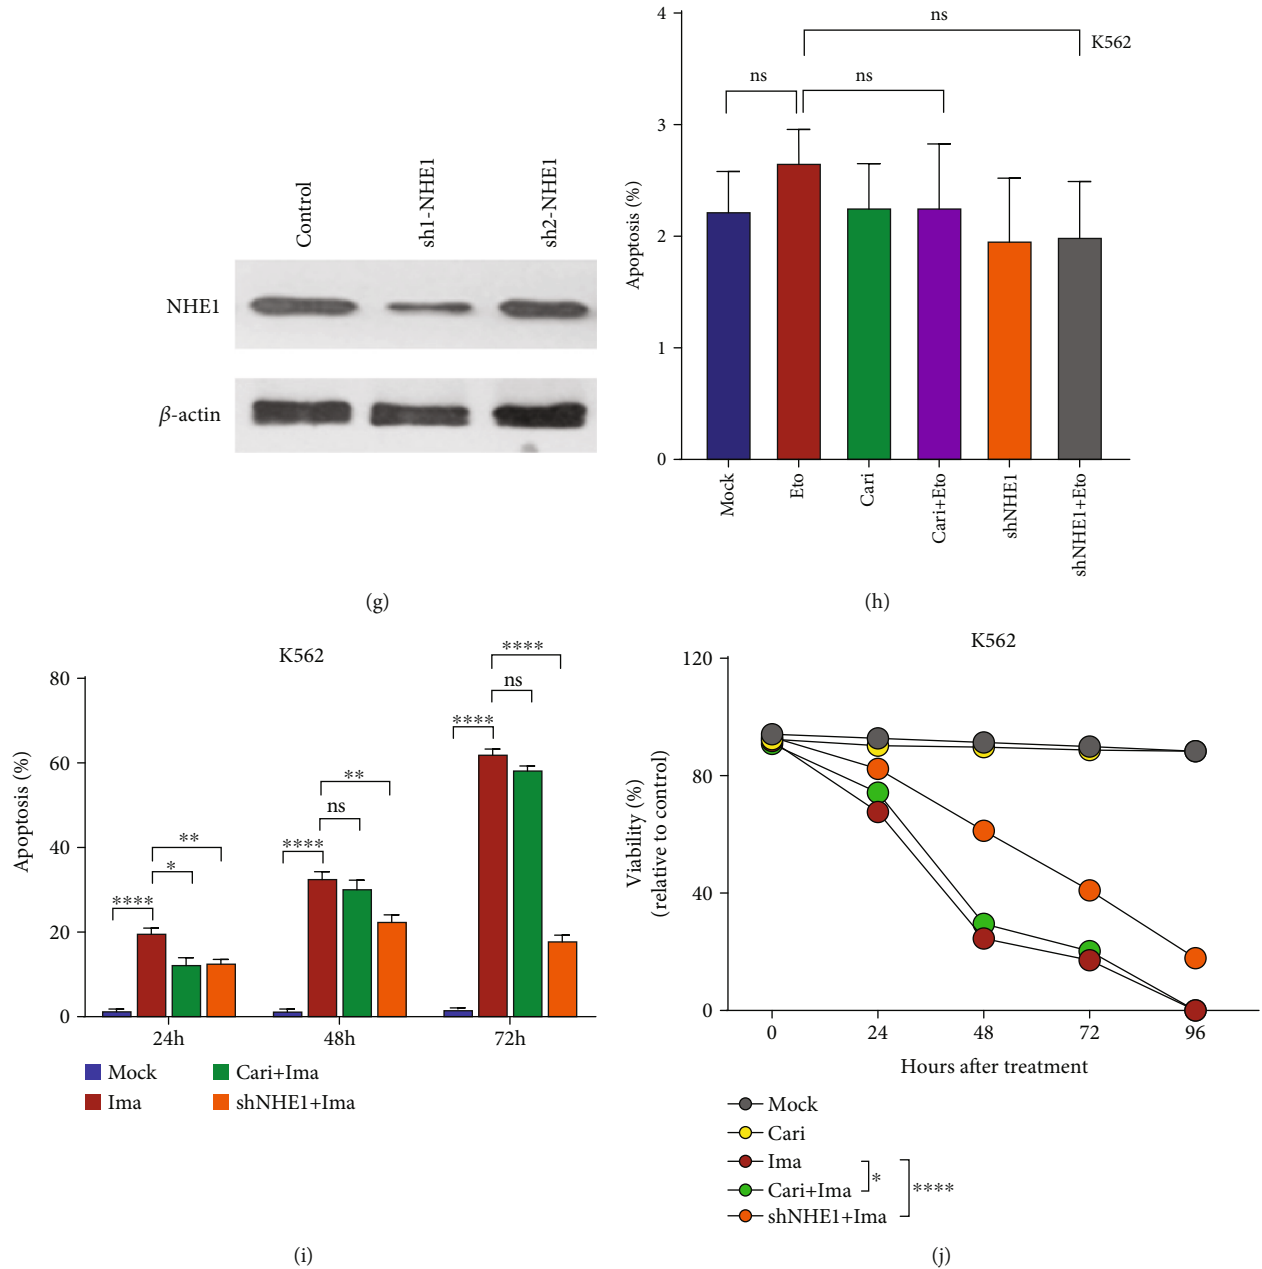 Control
sh1-NHE1
sh2-NHE1
NHE1
β-actin
(g)
4
3
2
1
0
Apoptosis (%)
ns
K562
ns
ns
Mock
Eto
Cari
Cari+Eto
shNHE1
shNHE1+Eto
(h)
K562
80
60
40
20
0
Apoptosis (%)
****
*
**
****
ns
**
****
ns
****
24h
48h
72h
Mock
Ima
Cari+Ima
shNHE1+Ima
(i)
K562
120
80
40
0
Viability (%)
(relative to control)
0
24
48
72
96
Hours after treatment
Mock
Cari
Ima
Cari+Ima
shNHE1+Ima
*
****
(j)